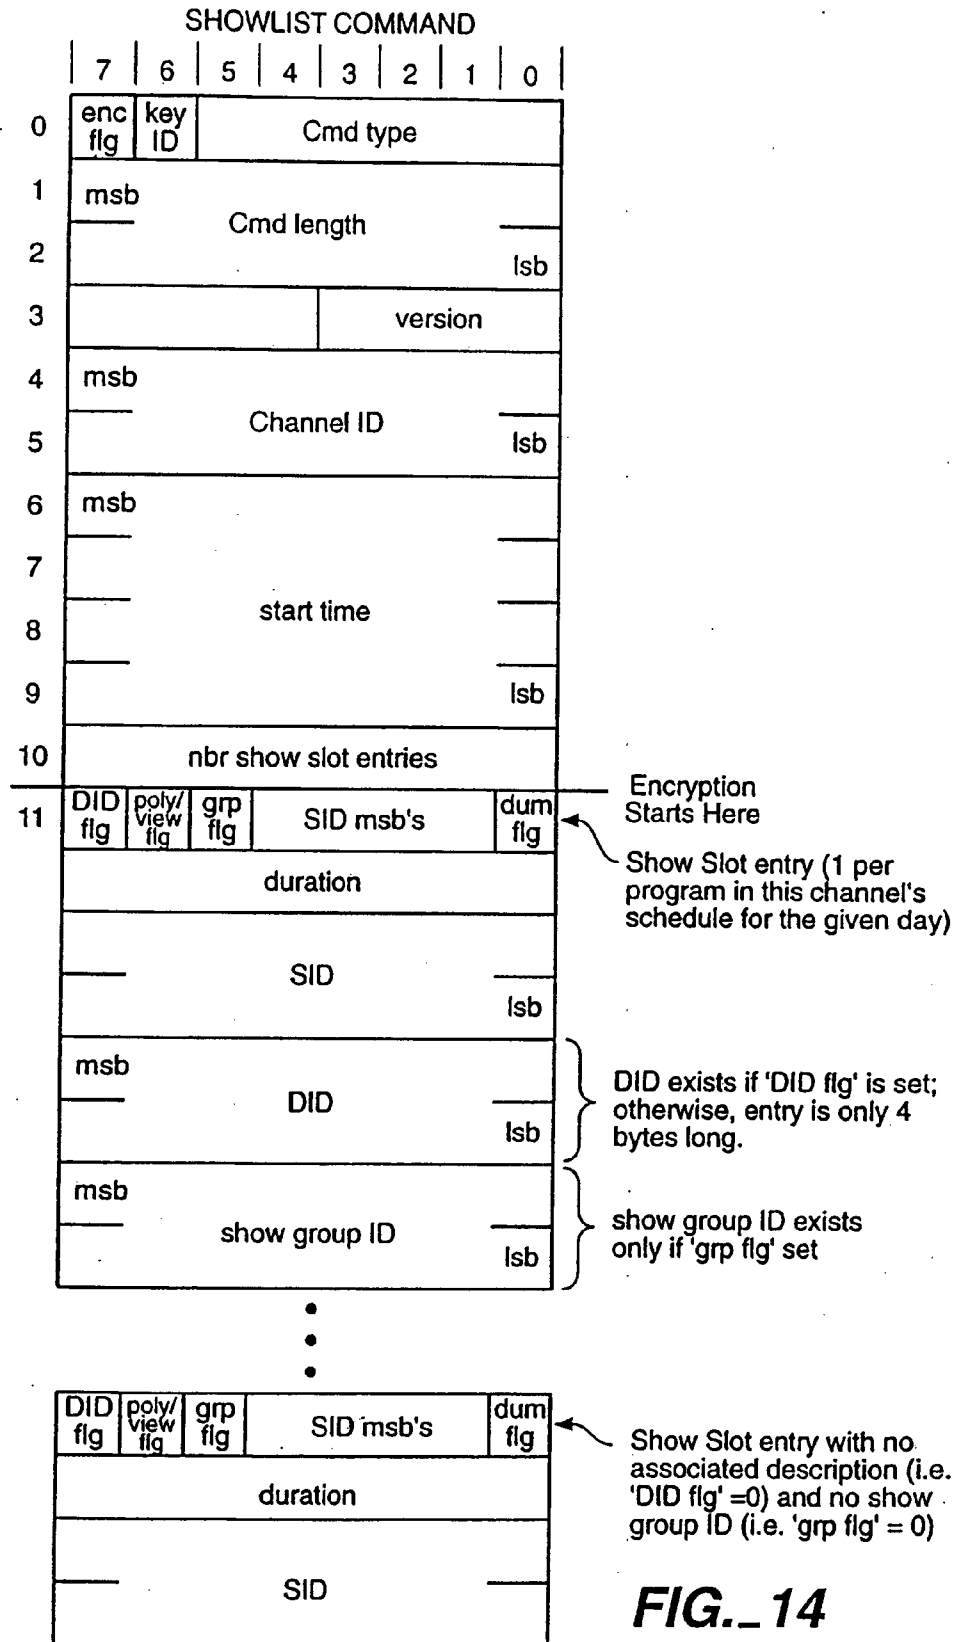 SHOWLIST COMMAND
7 6 5 4 3 2 1 0
0 enc flg key ID Cmd type
1 msb
Cmd length
2 lsb
3 version
4 msb
Channel ID
5 lsb
6 msb
7
start time
8
9 lsb
10 nbr show slot entries
Encryption
Starts Here
11 DID flg poly/ view flg grp flg SID msb's dum flg
Show Slot entry (1 per
program in this channel's
schedule for the given day)
duration
SID
lsb
msb
DID
lsb
DID exists if 'DID flg' is set;
otherwise, entry is only 4
bytes long.
msb
show group ID
lsb
show group ID exists
only if 'grp flg' set
DID flg poly/ view flg grp flg SID msb's dum flg
Show Slot entry with no
associated description (i.e.
'DID flg' =0) and no show
group ID (i.e. 'grp flg' = 0)
duration
SID
FIG._14